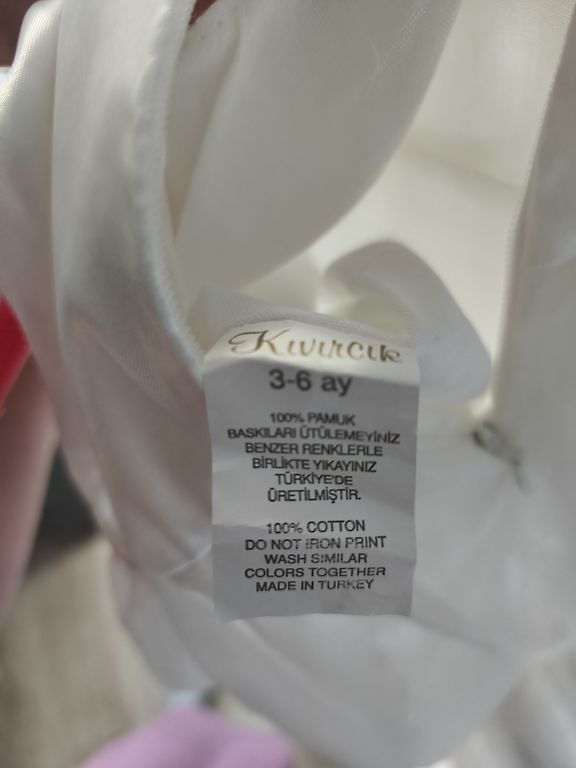 Kıvırcık
3-6 ay
100% PAMUK
BASKILARI ÜTÜLEMEYİNİZ
BENZER RENKLERLE
BİRLİKTE YIKAYINIZ
TÜRKİYE'DE
ÜRETİLMİŞTİR.
100% COTTON
DO NOT IRON PRINT
WASH SIMILAR
COLORS TOGETHER
MADE IN TURKEY